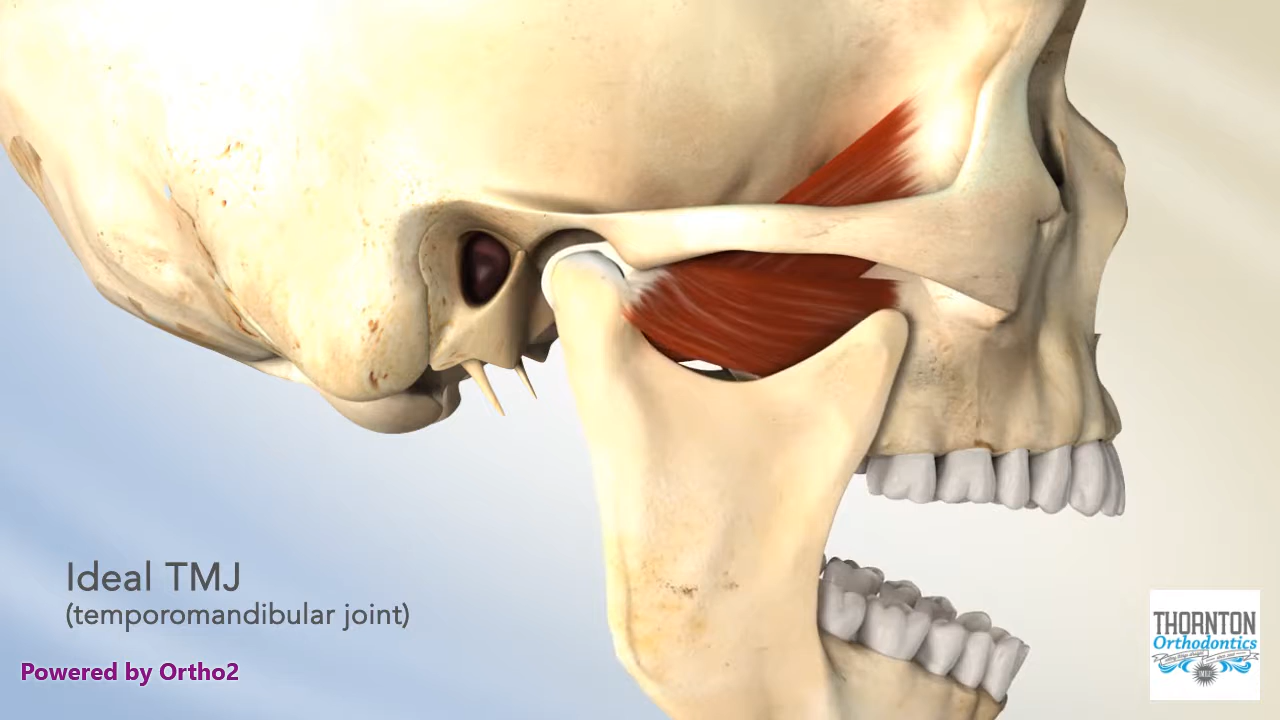 Ideal TMJ
(temporomandibular joint)
Powered by Ortho2
THORNTON
Orthodontics